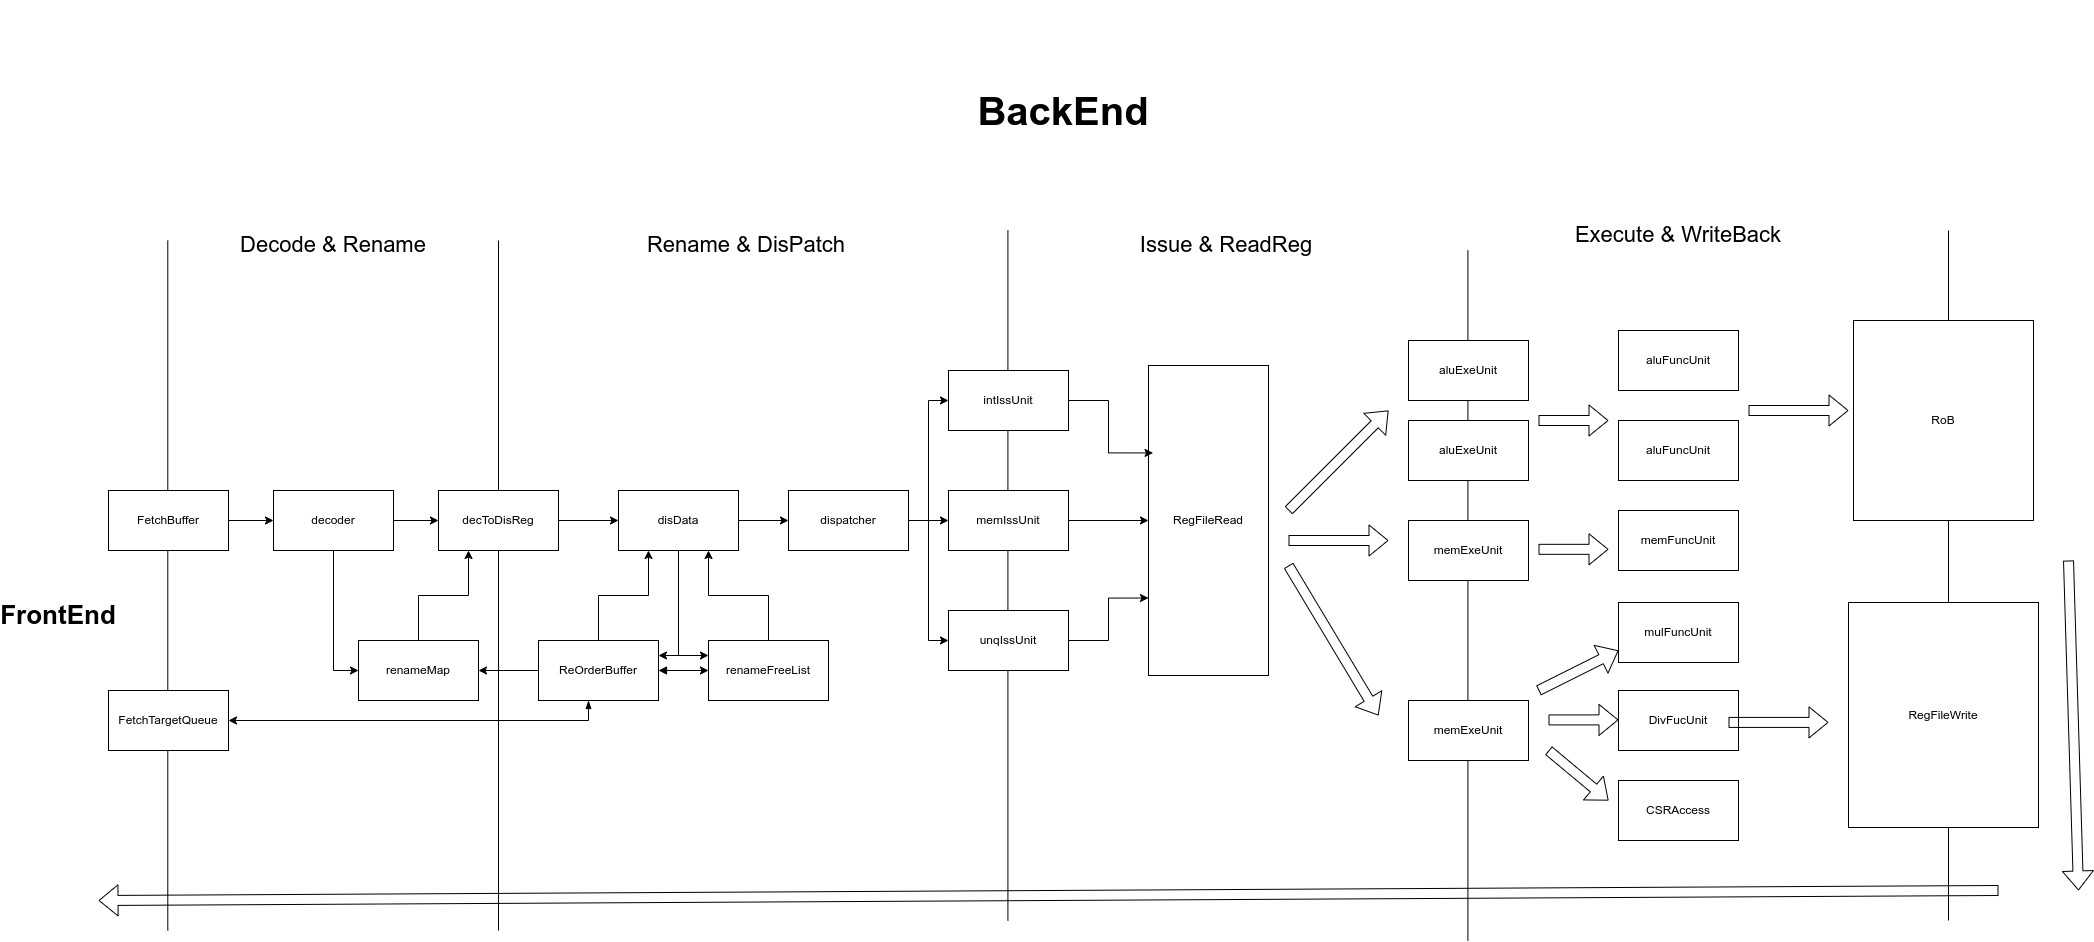 BackEnd
Decode & Rename
Rename & DisPatch
Issue & ReadReg
Execute & WriteBack
FrontEnd
FetchBuffer
decoder
decToDisReg
disData
dispatcher
renameMap
ReOrderBuffer
renameFreeList
FetchTargetQueue
intIssUnit
memIssUnit
unqIssUnit
RegFileRead
aluExeUnit
aluExeUnit
memExeUnit
memExeUnit
aluFuncUnit
aluFuncUnit
memFuncUnit
mulFuncUnit
DivFucUnit
CSRAccess
RoB
RegFileWrite